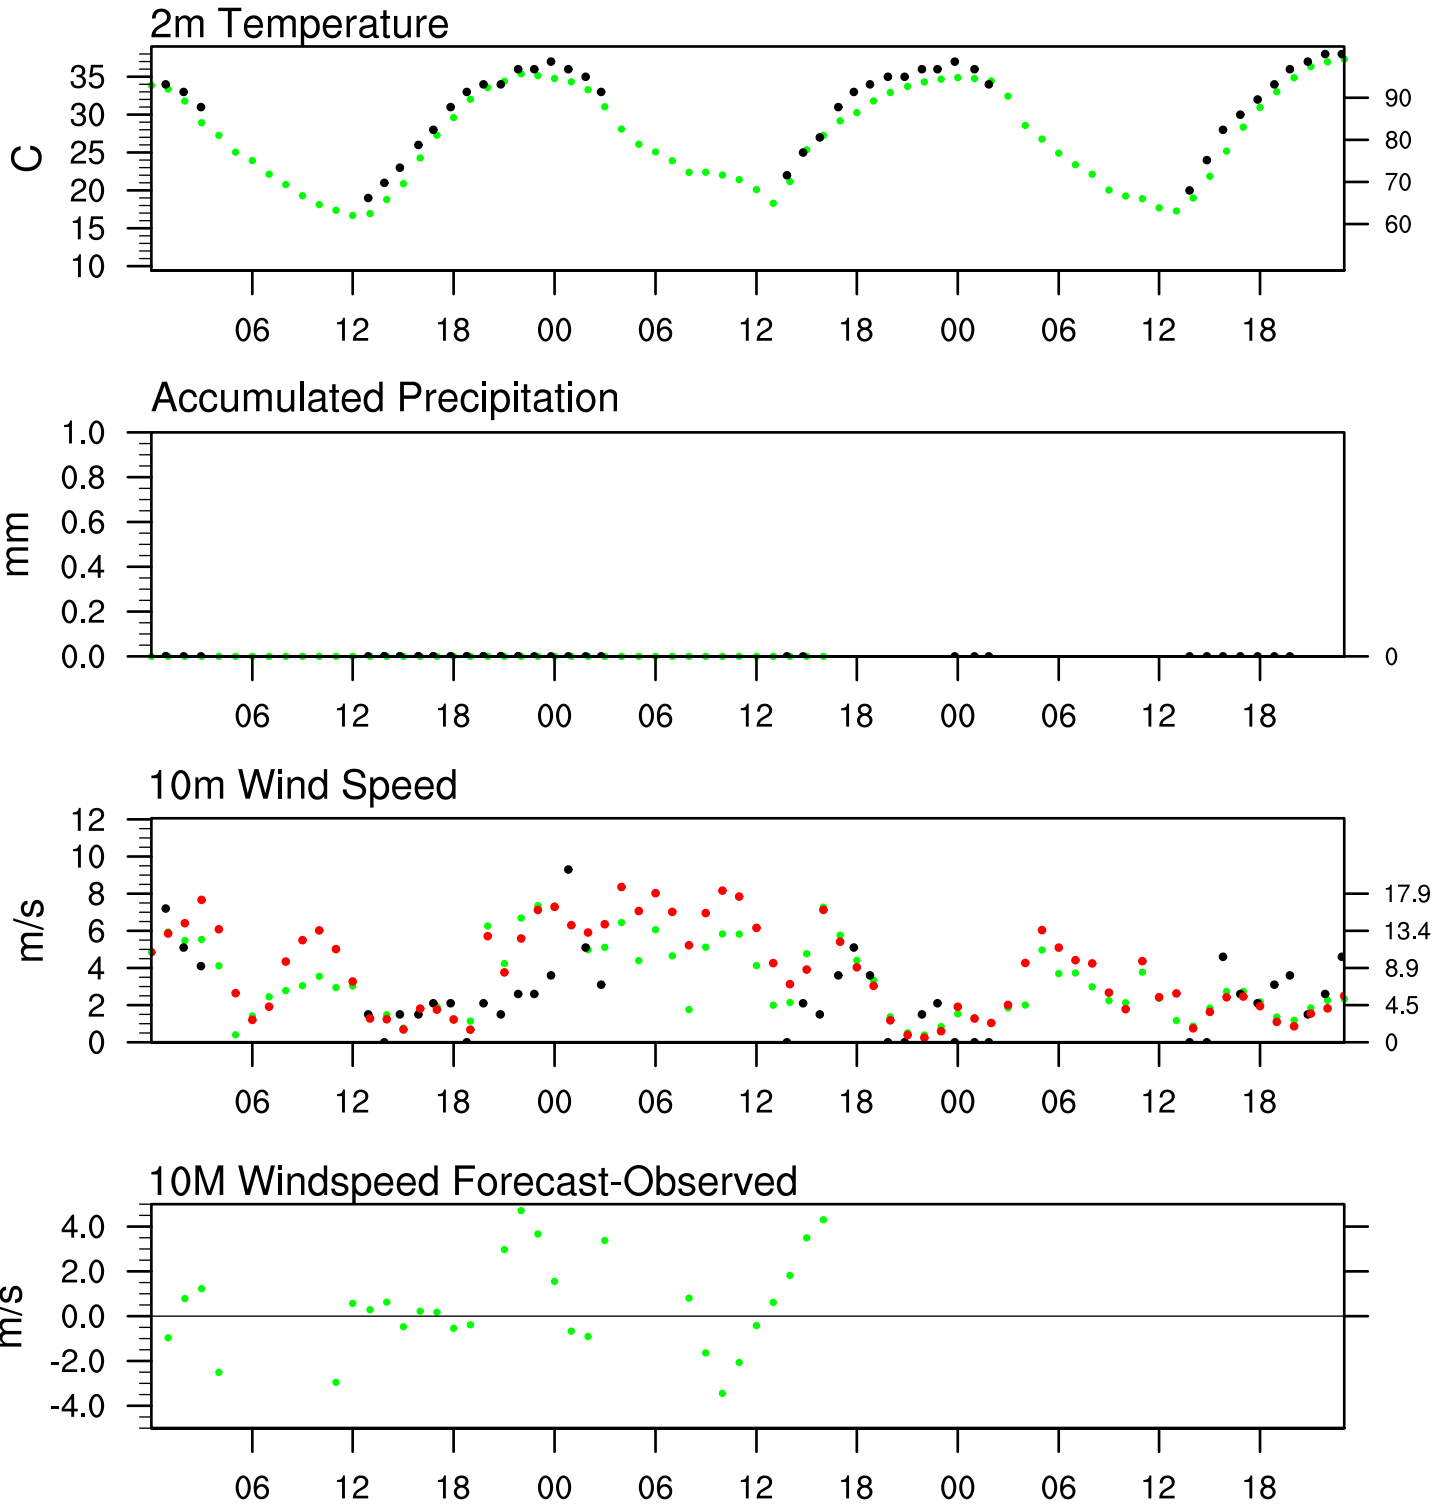 2m Temperature
C
35
30
25
20
15
10
90
80
70
60
06 12 18 00 06 12 18 00 06 12 18
Accumulated Precipitation
mm
1.0
0.8
0.6
0.4
0.2
0.0
0
06 12 18 00 06 12 18 00 06 12 18
10m Wind Speed
m/s
12
10
8
6
4
2
0
17.9
13.4
8.9
4.5
0
06 12 18 00 06 12 18 00 06 12 18
10M Windspeed Forecast-Observed
m/s
4.0
2.0
0.0
-2.0
-4.0
06 12 18 00 06 12 18 00 06 12 18